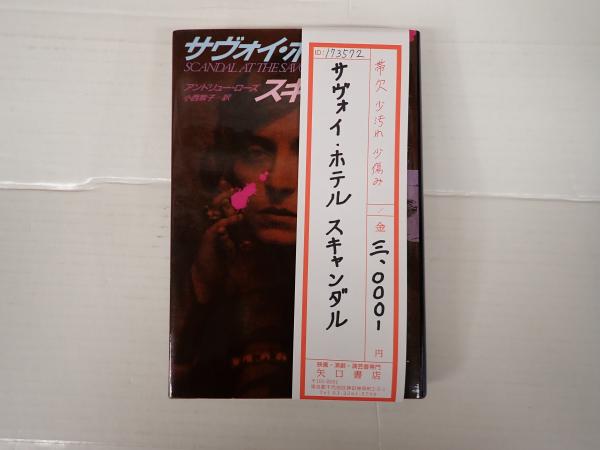 サヴォイ・ホ
SCANDAL AT THE SAV
アンドリュー・ローズ
小西敦子 訳
スキ
ID: 173572
サヴォイ・ホテル スキャンダル
帯欠 少汚れ 少傷み
金 三、〇〇〇ー 円
映画・演劇・演芸書専門
矢口書店